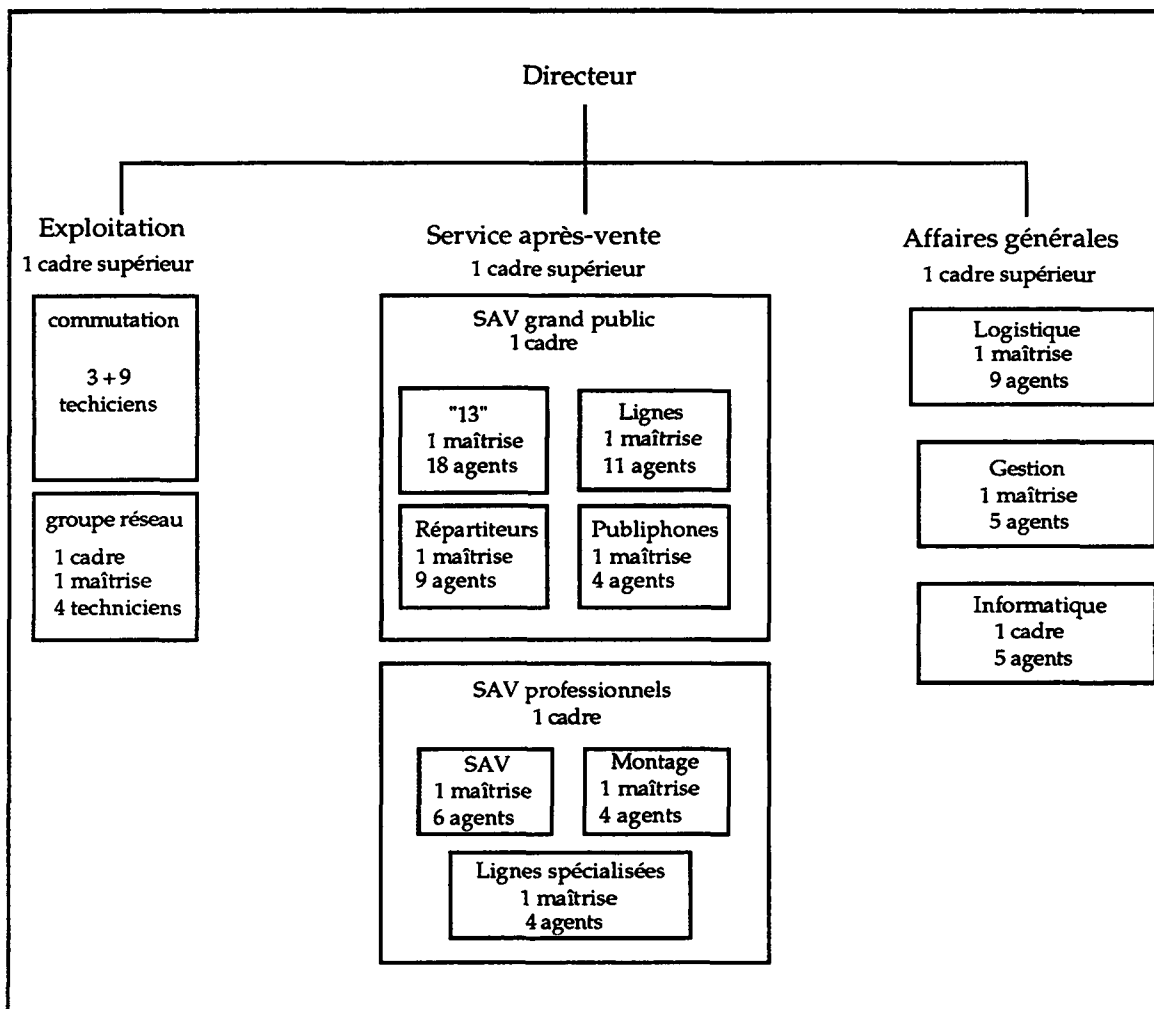 Directeur
Exploitation
1 cadre supérieur
commutation
3 + 9
techiciens
groupe réseau
1 cadre
1 maîtrise
4 techniciens
Service après-vente
1 cadre supérieur
SAV grand public
1 cadre
"13"
1 maîtrise
18 agents
Lignes
1 maîtrise
11 agents
Répartiteurs
1 maîtrise
9 agents
Publiphones
1 maîtrise
4 agents
SAV professionnels
1 cadre
SAV
1 maîtrise
6 agents
Montage
1 maîtrise
4 agents
Lignes spécialisées
1 maîtrise
4 agents
Affaires générales
1 cadre supérieur
Logistique
1 maîtrise
9 agents
Gestion
1 maîtrise
5 agents
Informatique
1 cadre
5 agents